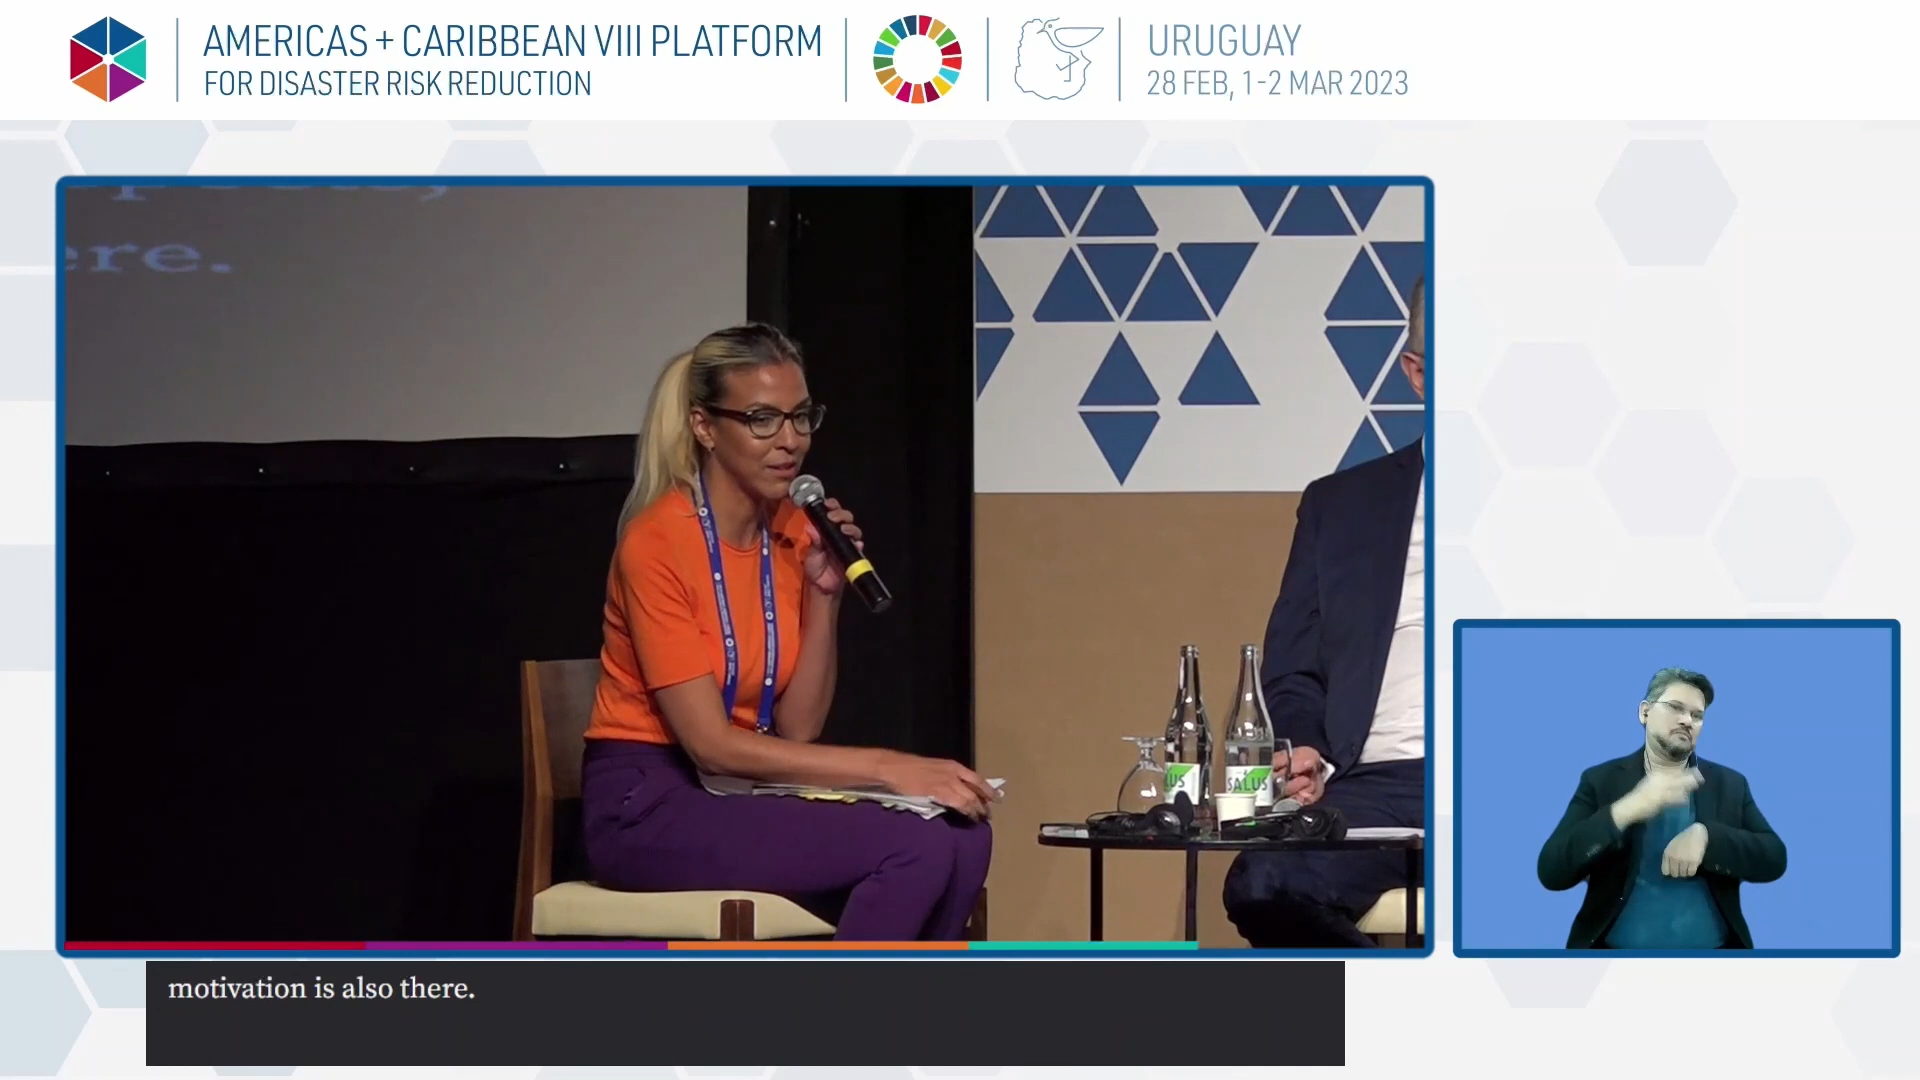 AMERICAS + CARIBBEAN VIII PLATFORM
FOR DISASTER RISK REDUCTION
URUGUAY
28 FEB, 1-2 MAR 2023
ere.
LUS
SALUS
motivation is also there.